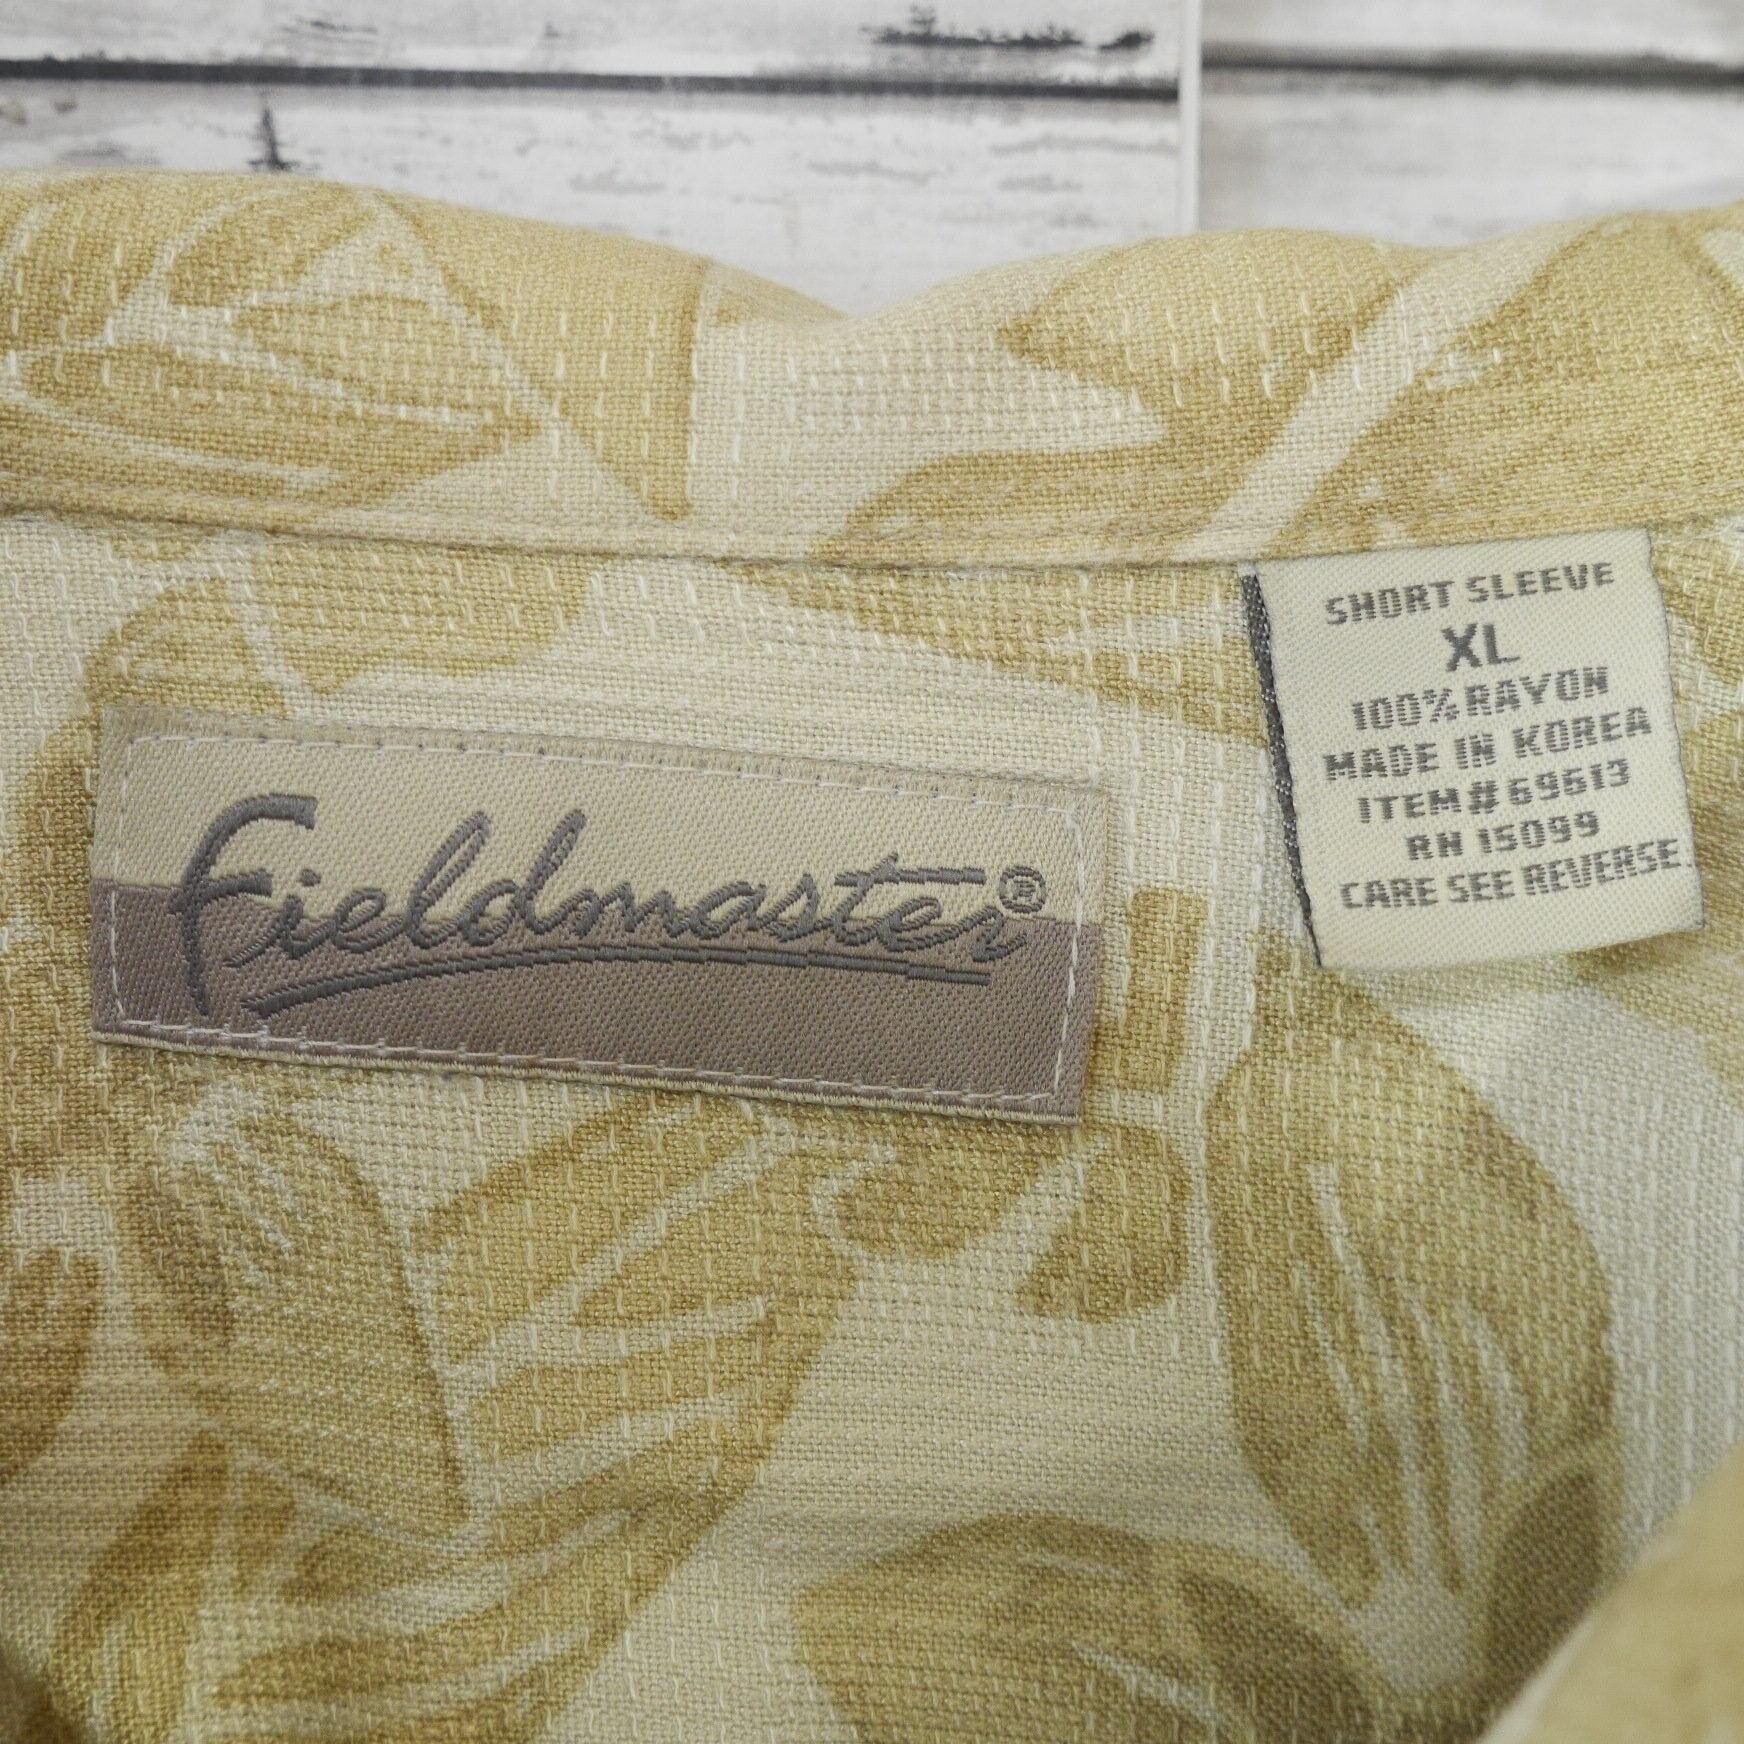 Fieldmaster®
SHORT SLEEVE
XL
100% RAYON
MADE IN KOREA
ITEM# 69613
RN 15099
CARE SEE REVERSE.